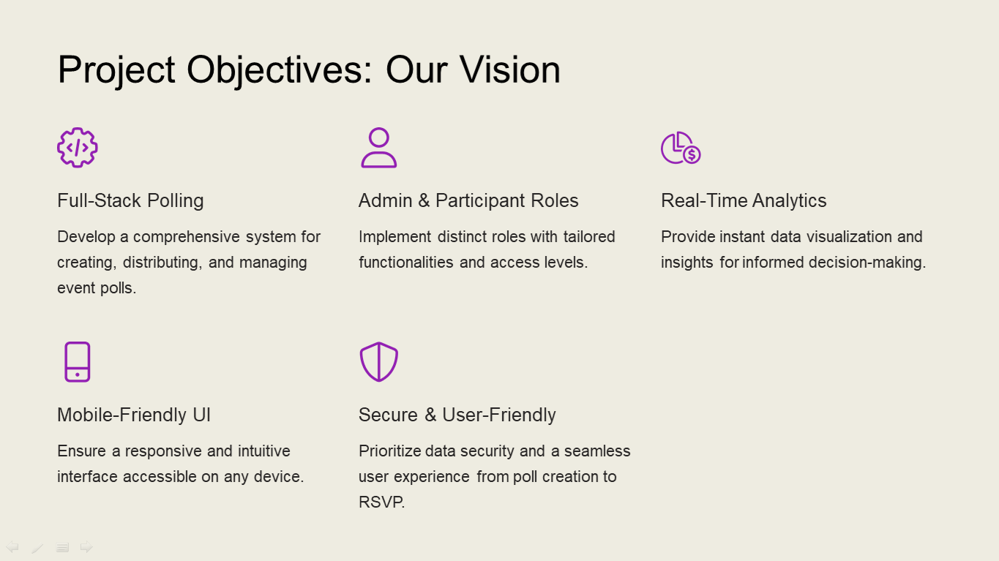 Project Objectives: Our Vision
Full-Stack Polling
Develop a comprehensive system for
creating, distributing, and managing
event polls.
Admin & Participant Roles
Implement distinct roles with tailored
functionalities and access levels.
$
Real-Time Analytics
Provide instant data visualization and
insights for informed decision-making.
Mobile-Friendly UI
Ensure a responsive and intuitive
interface accessible on any device.
Secure & User-Friendly
Prioritize data security and a seamless
user experience from poll creation to
RSVP.